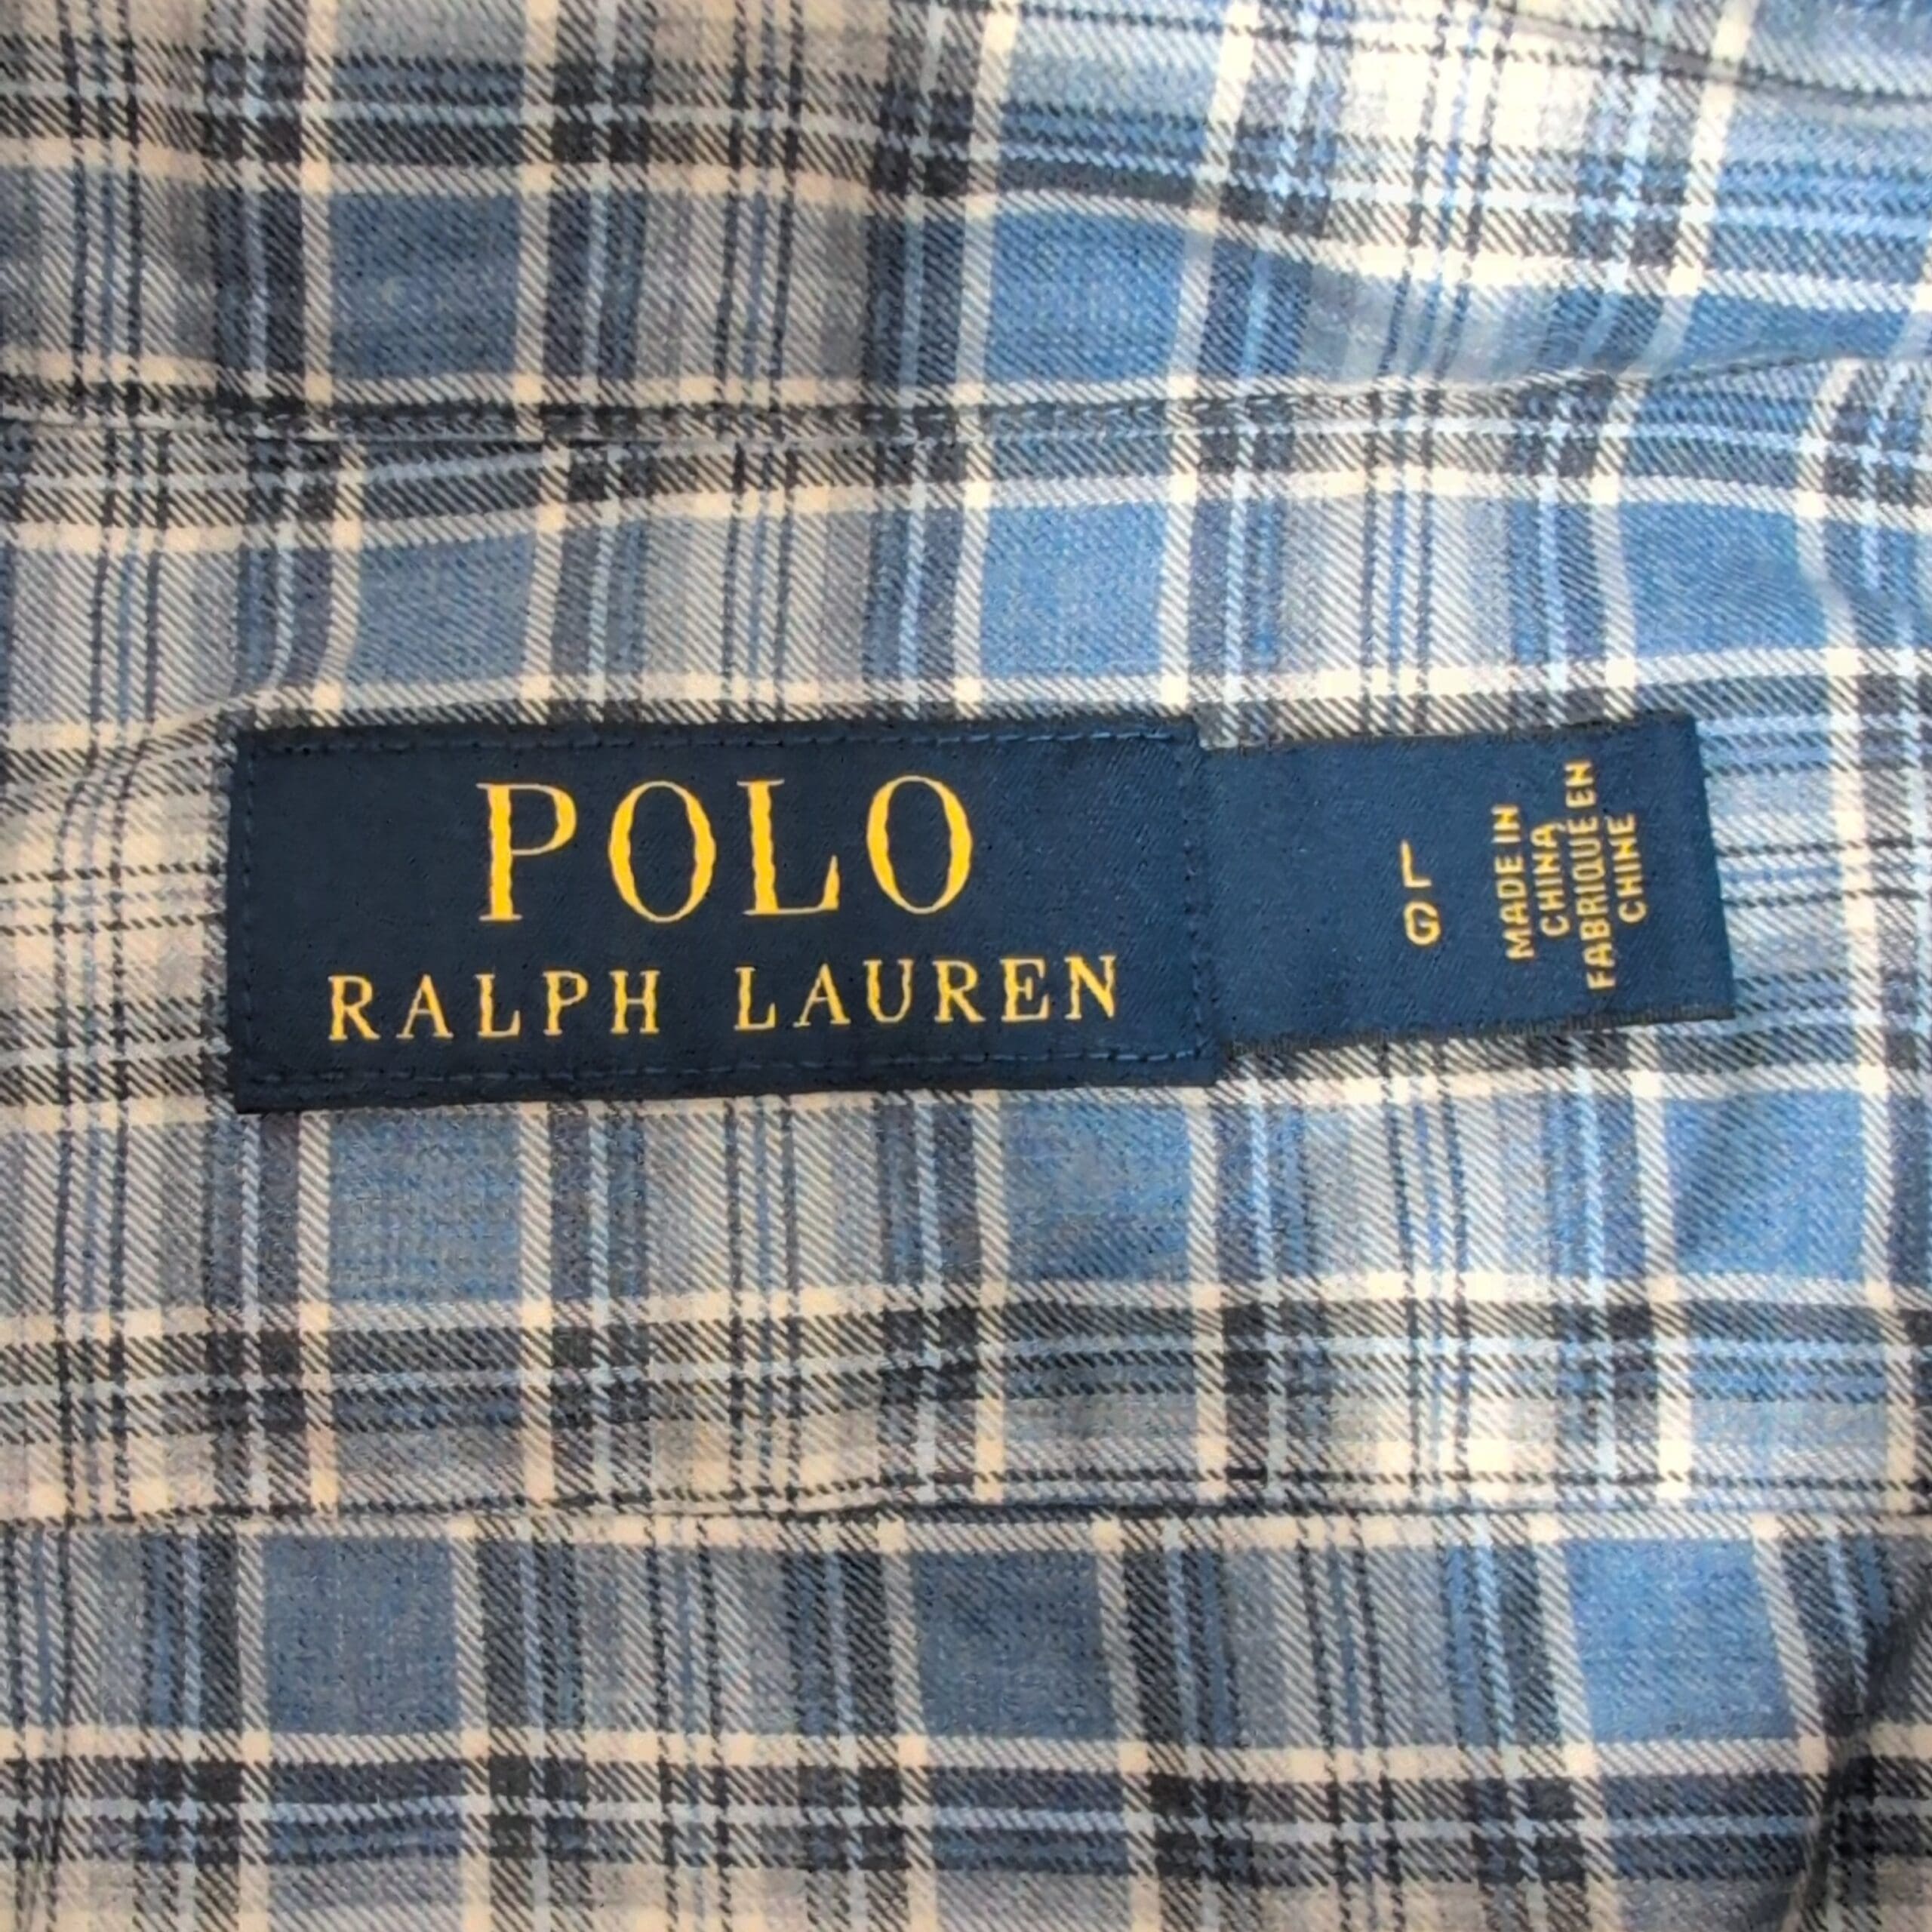 POLO
RALPH LAUREN
G L
MADE IN
CHINA
FABRIQUE EN
CHINE